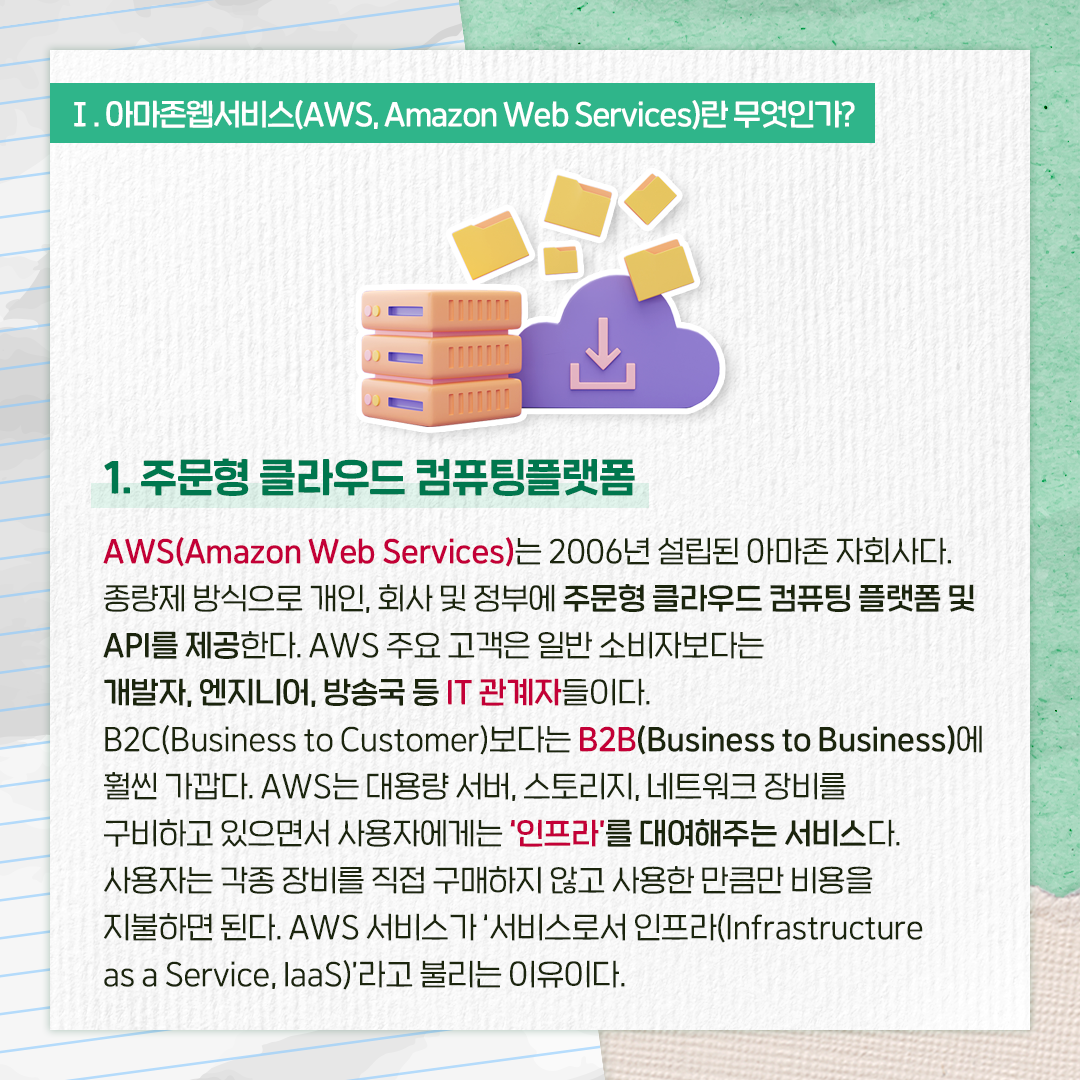 Ⅰ. 아마존웹서비스(AWS, Amazon Web Services)란 무엇인가?
1. 주문형 클라우드 컴퓨팅플랫폼
AWS(Amazon Web Services)는 2006년 설립된 아마존 자회사다.
종량제 방식으로 개인, 회사 및 정부에 주문형 클라우드 컴퓨팅 플랫폼 및
API를 제공한다. AWS 주요 고객은 일반 소비자보다는
개발자, 엔지니어, 방송국 등 IT 관계자들이다.
B2C(Business to Customer)보다는 B2B(Business to Business)에
훨씬 가깝다. AWS는 대용량 서버, 스토리지, 네트워크 장비를
구비하고 있으면서 사용자에게는 ‘인프라’를 대여해주는 서비스다.
사용자는 각종 장비를 직접 구매하지 않고 사용한 만큼만 비용을
지불하면 된다. AWS 서비스가 ‘서비스로서 인프라(Infrastructure
as a Service, IaaS)’라고 불리는 이유이다.